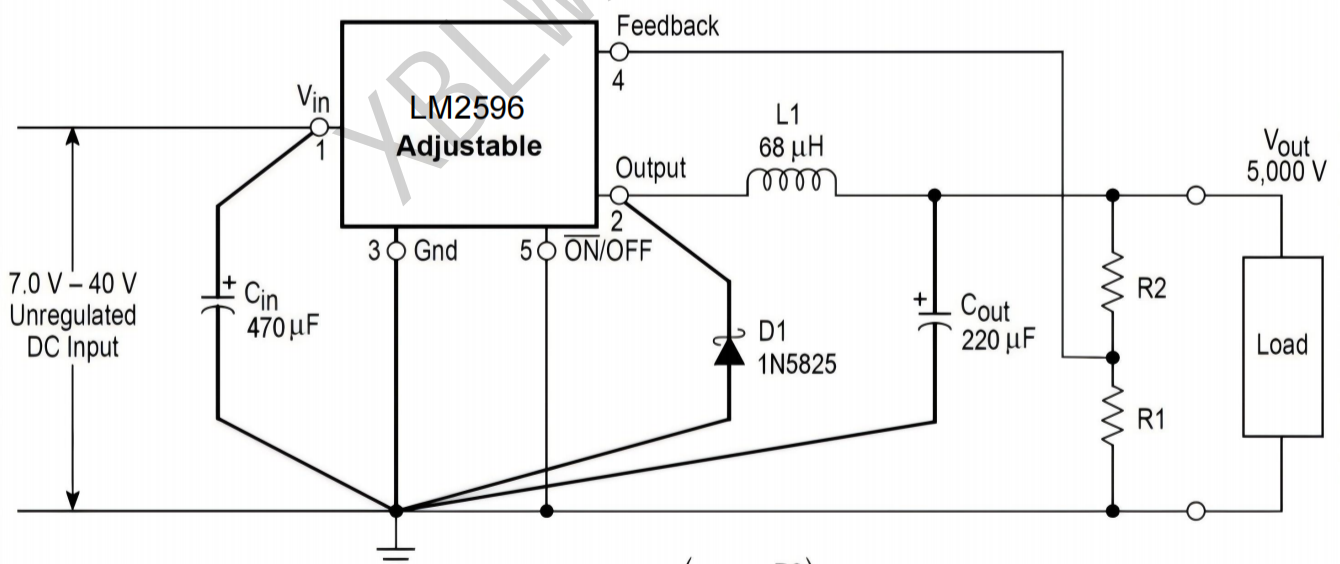 Feedback
4
Vin
1
LM2596
Adjustable
XBLW
L1
68 µH
Output
2
Vout
5,000 V
3 Gnd
5 ON/OFF
7.0 V – 40 V
Unregulated
DC Input
+
Cin
470 µF
D1
1N5825
+
Cout
220 µF
R2
R1
Load